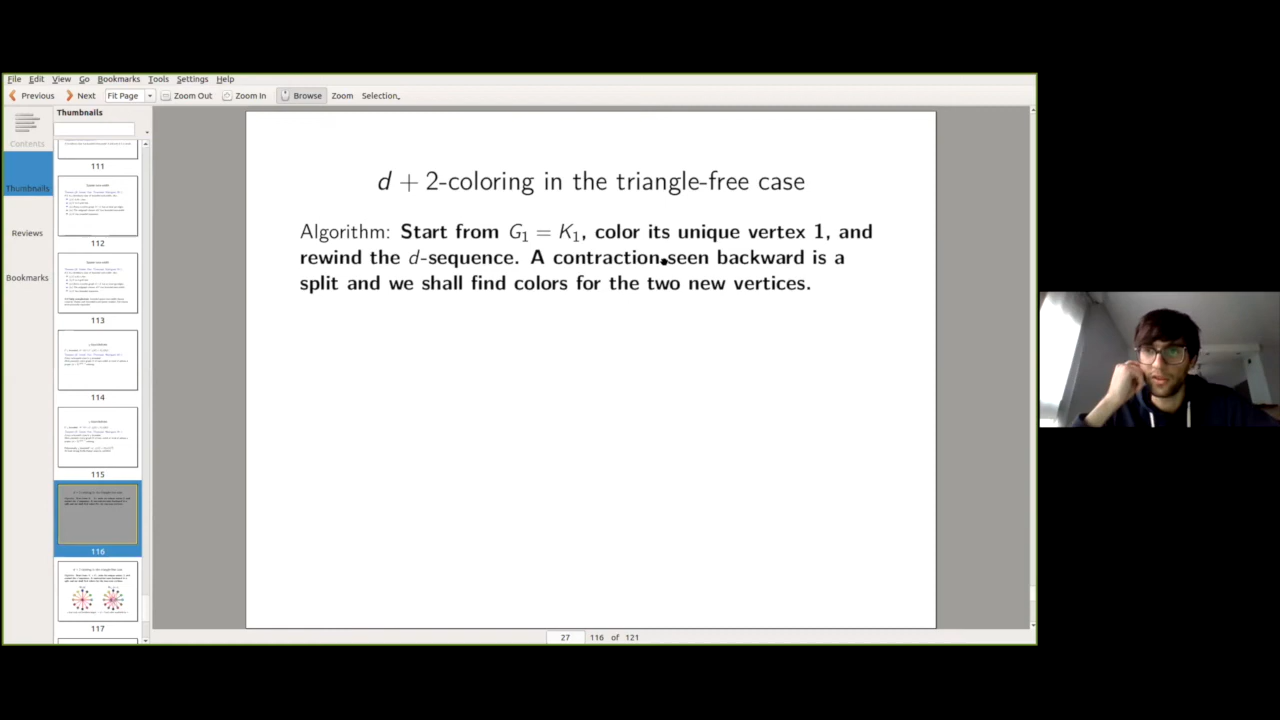 File Edit View Go Bookmarks Tools Settings Help
Previous Next Fit Page Zoom Out Zoom In Browse Zoom Selection
Thumbnails
Contents
111
Thumbnails
112
Reviews
Bookmarks
113
114
115
116
117
d + 2-coloring in the triangle-free case
Algorithm: Start from G₁ = K₁, color its unique vertex 1, and
rewind the d-sequence. A contraction seen backward is a
split and we shall find colors for the two new vertices.
27 116 of 121